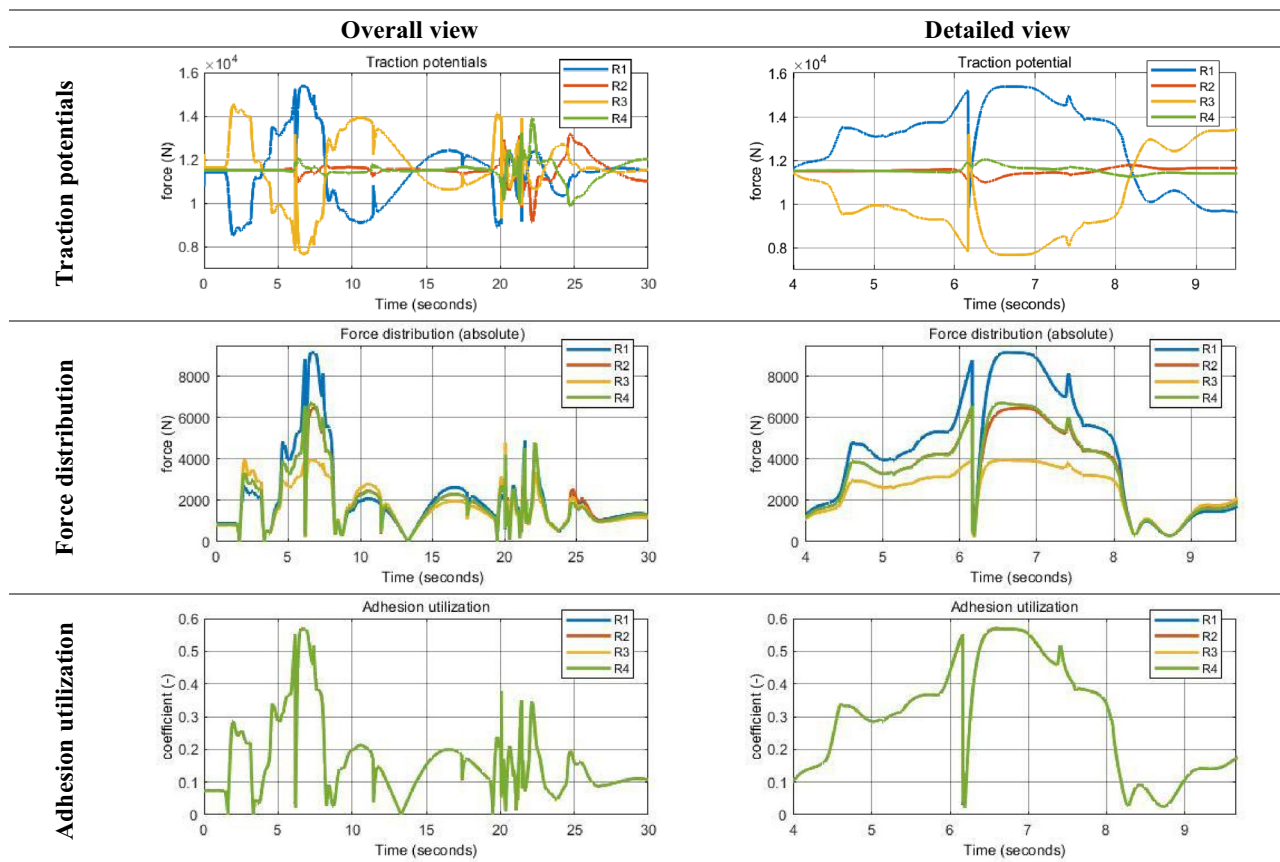 Overall view
Detailed view
Traction potentials
×10⁴
Traction potentials
1.6
1.4
1.2
1
0.8
force (N)
0 5 10 15 20 25 30
Time (seconds)
R1
R2
R3
R4
×10⁴
Traction potential
1.6
1.4
1.2
1
0.8
force (N)
4 5 6 7 8 9
Time (seconds)
R1
R2
R3
R4
Force distribution
Force distribution (absolute)
8000
6000
4000
2000
0
force (N)
0 5 10 15 20 25 30
Time (seconds)
R1
R2
R3
R4
Force distribution (absolute)
8000
6000
4000
2000
0
force (N)
4 5 6 7 8 9
Time (seconds)
R1
R2
R3
R4
Adhesion utilization
Adhesion utilization
0.6
0.5
0.4
0.3
0.2
0.1
0
coefficient (-)
0 5 10 15 20 25 30
Time (seconds)
R1
R2
R3
R4
Adhesion utilization
0.6
0.5
0.4
0.3
0.2
0.1
0
coefficient (-)
4 5 6 7 8 9
Time (seconds)
R1
R2
R3
R4